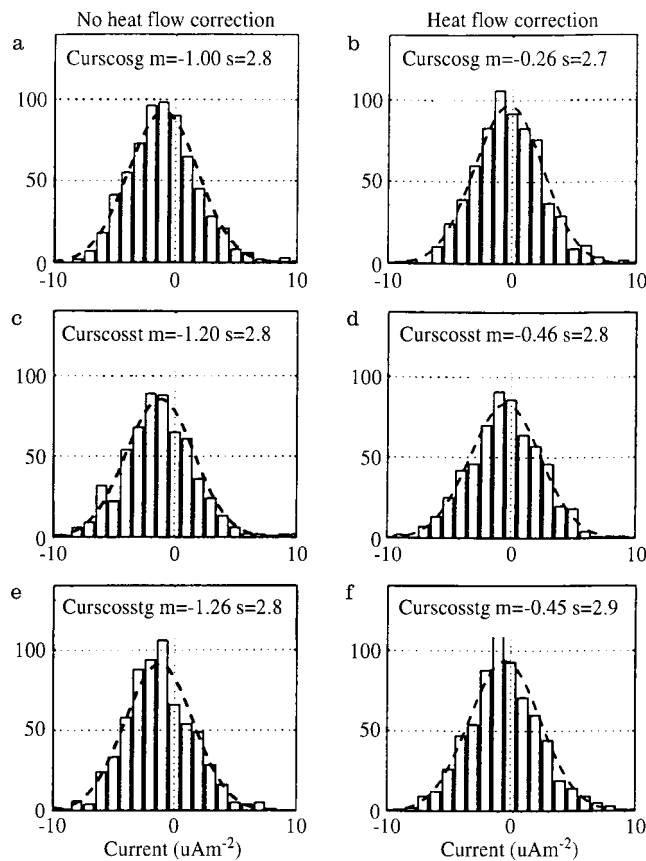 No heat flow correction
Heat flow correction
a
Curscosg m=-1.00 s=2.8
100
50
0
-10
0
10
b
Curscosg m=-0.26 s=2.7
100
50
0
-10
0
10
c
Curscosst m=-1.20 s=2.8
100
50
0
-10
0
10
d
Curscosst m=-0.46 s=2.8
100
50
0
-10
0
10
e
Curscosstg m=-1.26 s=2.8
100
50
0
-10
0
10
Current (uAm⁻²)
f
Curscosstg m=-0.45 s=2.9
100
50
0
-10
0
10
Current (uAm⁻²)